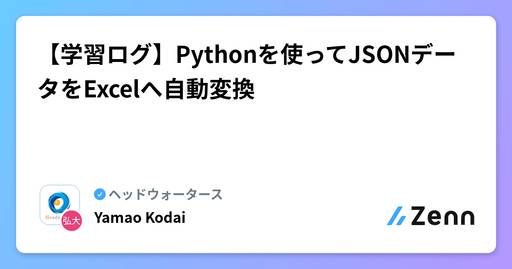 【学習ログ】Pythonを使ってJSONデー
タをExcelへ自動変換
ヘッドウォータース
弘大
Yamao Kodai
Zenn